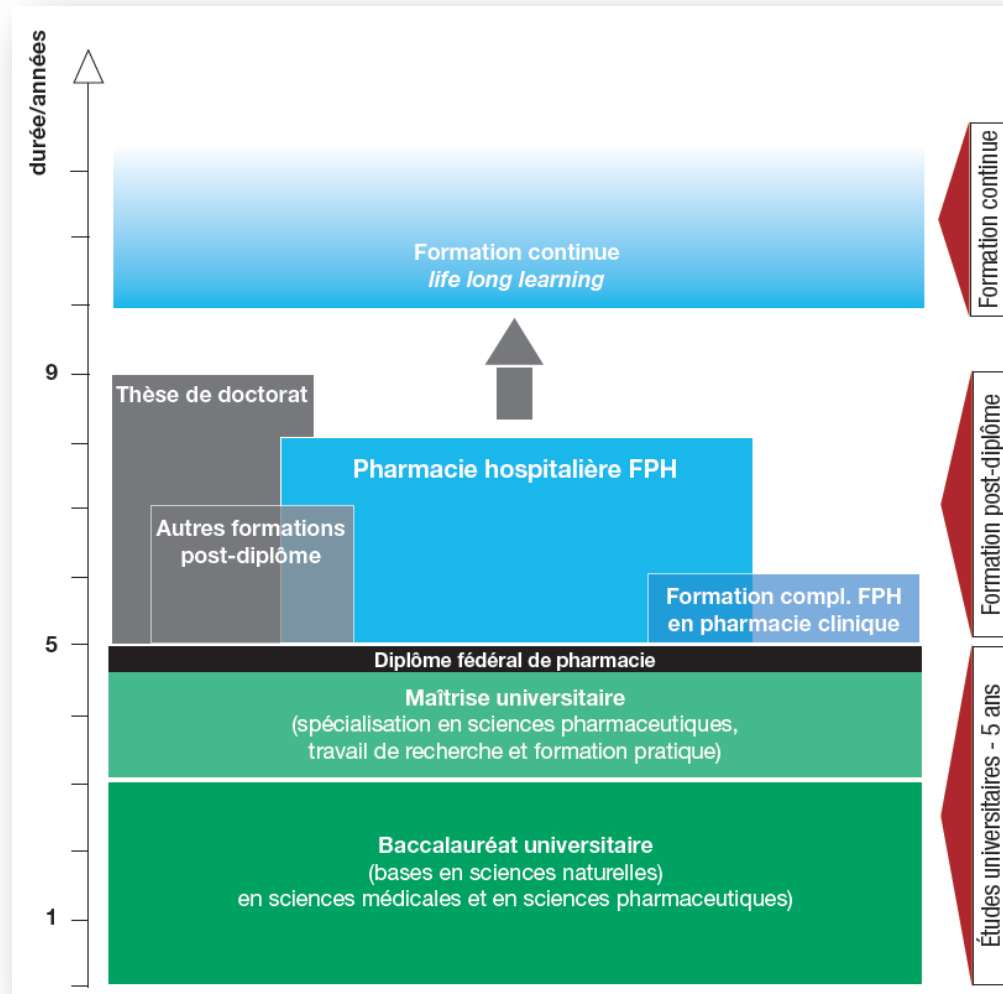 durée/années
Formation continue
life long learning
Formation continue
9
Thèse de doctorat
Pharmacie hospitalière FPH
Autres formations
post-diplôme
Formation compl. FPH
en pharmacie clinique
Formation post-diplôme
5
Diplôme fédéral de pharmacie
Maîtrise universitaire
(spécialisation en sciences pharmaceutiques,
travail de recherche et formation pratique)
Baccalauréat universitaire
(bases en sciences naturelles)
en sciences médicales et en sciences pharmaceutiques)
Études universitaires - 5 ans
1